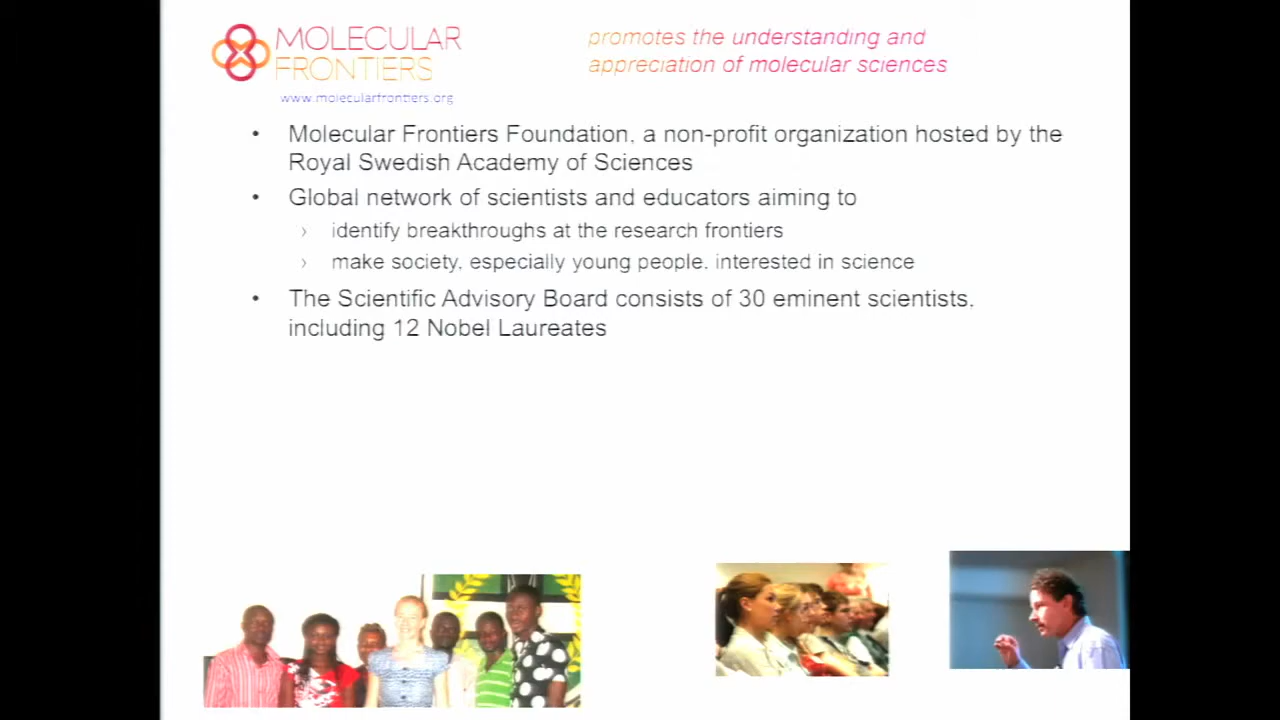 MOLECULAR
FRONTIERS
www.molecularfrontiers.org
promotes the understanding and
appreciation of molecular sciences
• Molecular Frontiers Foundation, a non-profit organization hosted by the
Royal Swedish Academy of Sciences
• Global network of scientists and educators aiming to
› identify breakthroughs at the research frontiers
› make society, especially young people, interested in science
• The Scientific Advisory Board consists of 30 eminent scientists,
including 12 Nobel Laureates